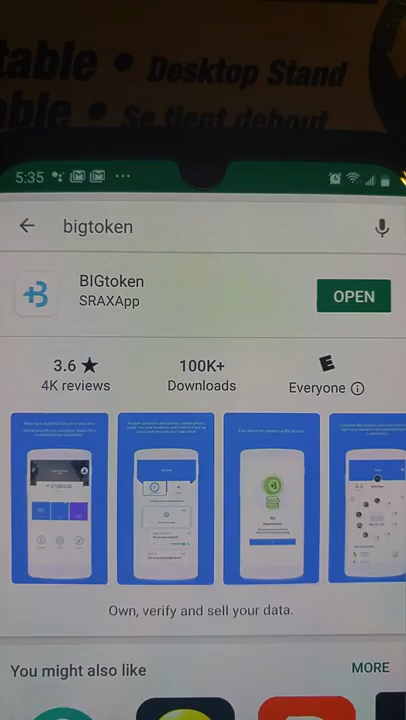 table • Desktop Stand
able • Se tient debout
5:35
bigtoken
BIGtoken
SRAXApp
OPEN
3.6 ★
4K reviews
100K+
Downloads
E
Everyone
Own, verify and sell your data.
You might also like
MORE